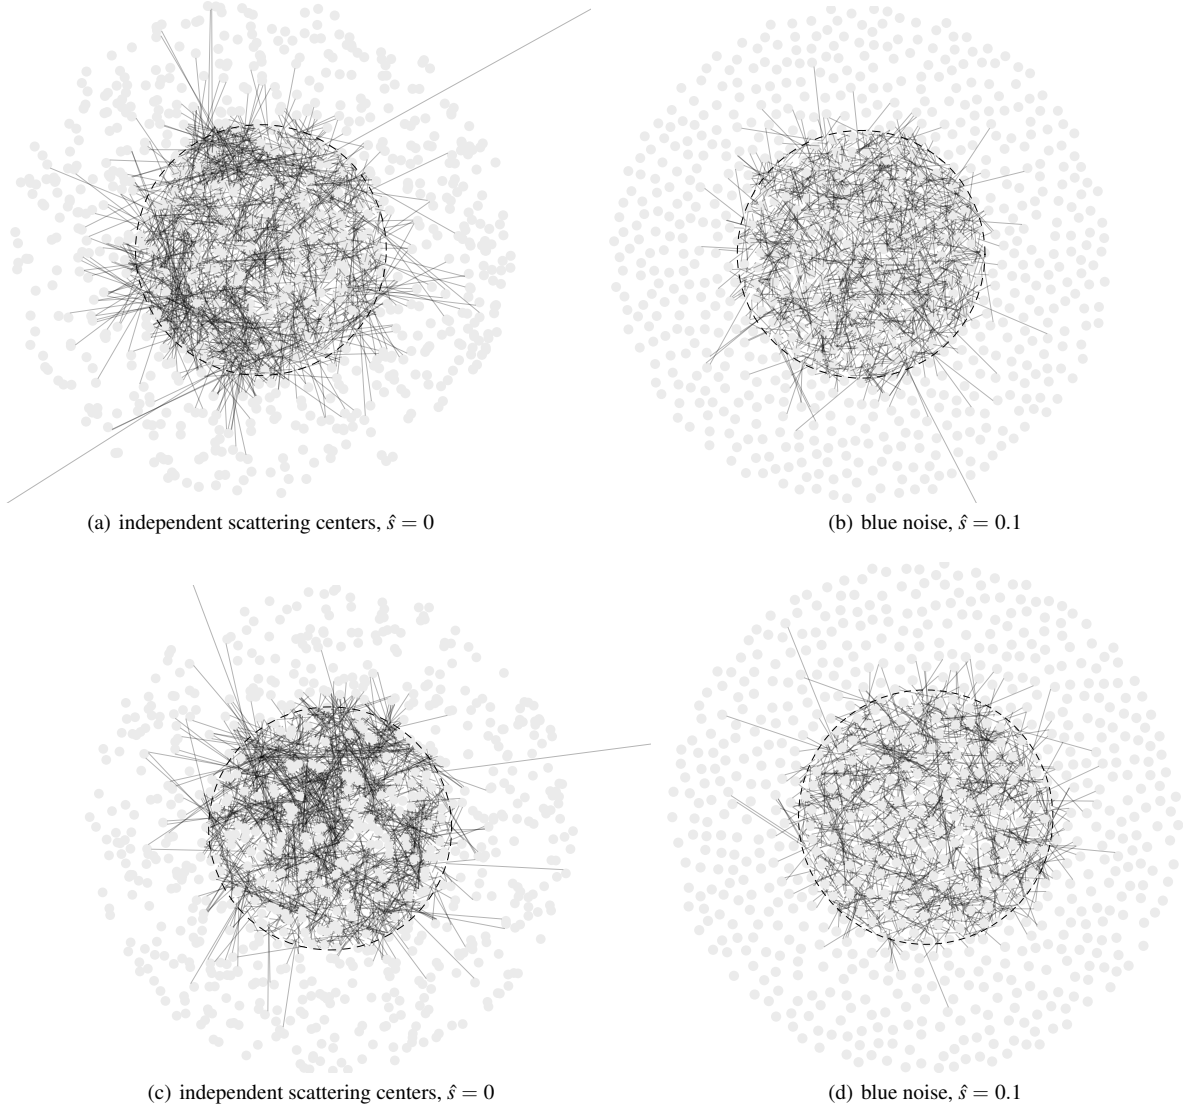 (a) independent scattering centers, ŝ = 0
(b) blue noise, ŝ = 0.1
(c) independent scattering centers, ŝ = 0
(d) blue noise, ŝ = 0.1